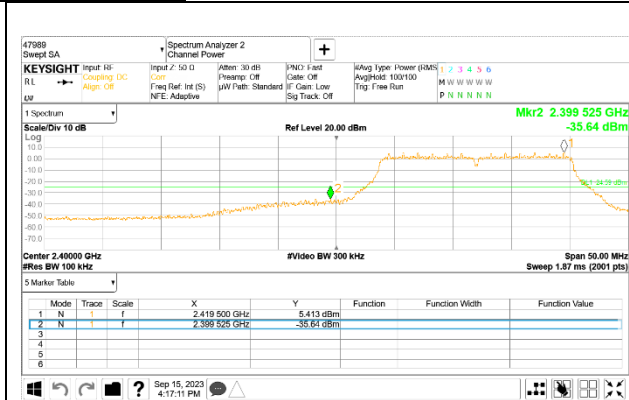 47989
Swept SA
Spectrum Analyzer 2
Channel Power
KEYSIGHT
RL
Input: RF
Coupling: DC
Align: Off
Input Z: 50 Ω
Corr
Freq Ref: Int (S)
NFE: Adaptive
Atten: 30 dB
Preamp: Off
µW Path: Standard
PNO: Fast
Gate: Off
IF Gain: Low
Sig Track: Off
#Avg Type: Power (RMS
Avg|Hold: 100/100
Trig: Free Run
1 2 3 4 5 6
M W W W W W
P N N N N N
1 Spectrum
Scale/Div 10 dB
Ref Level 20.00 dBm
Mkr2 2.399 525 GHz
-35.64 dBm
Log
10.0
0.00
-10.0
-20.0
-30.0
-40.0
-50.0
-60.0
-70.0
1
2
Center 2.40000 GHz
#Video BW 300 kHz
Span 50.00 MHz
#Res BW 100 kHz
Sweep 1.87 ms (2001 pts)
5 Marker Table
Mode Trace Scale X Y Function Function Width Function Value
1 N 1 f 2.419 500 GHz 5.413 dBm
2 N 1 f 2.399 525 GHz -35.64 dBm
3
4
5
6
?
Sep 15, 2023
4:17:11 PM